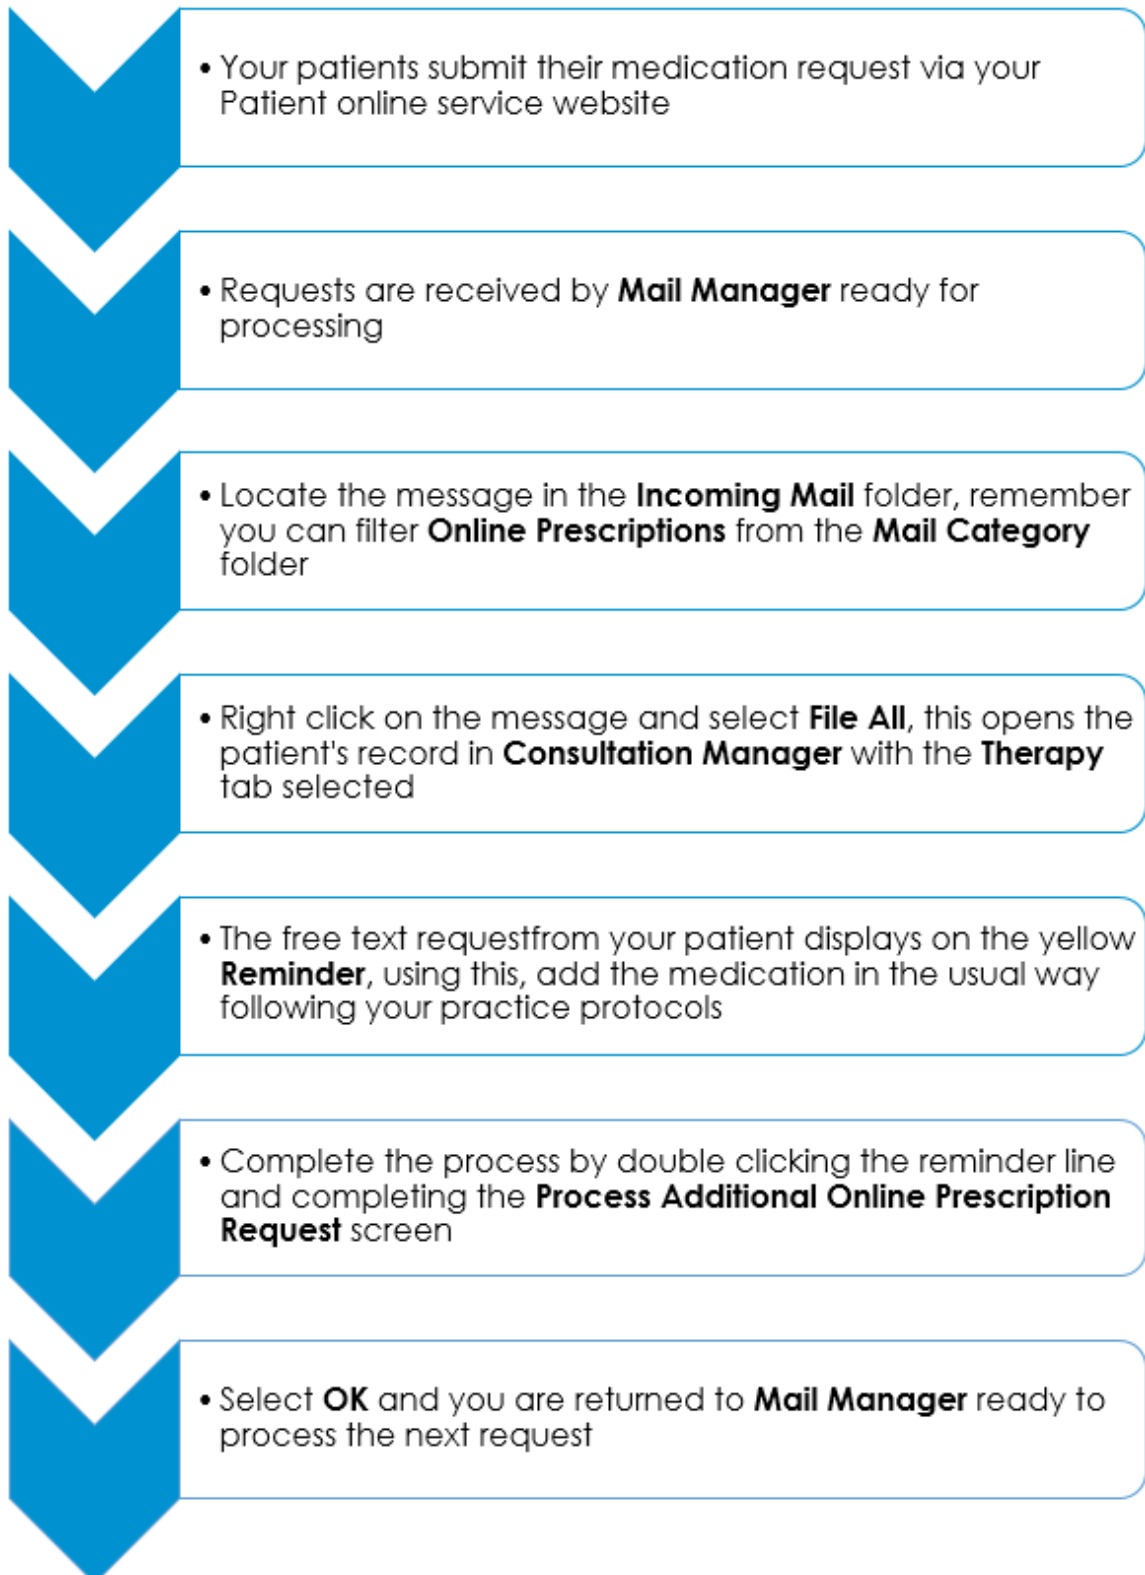 • Your patients submit their medication request via your
Patient online service website
• Requests are received by Mail Manager ready for
processing
• Locate the message in the Incoming Mail folder, remember
you can filter Online Prescriptions from the Mail Category
folder
• Right click on the message and select File All, this opens the
patient's record in Consultation Manager with the Therapy
tab selected
• The free text requestfrom your patient displays on the yellow
Reminder, using this, add the medication in the usual way
following your practice protocols
• Complete the process by double clicking the reminder line
and completing the Process Additional Online Prescription
Request screen
• Select OK and you are returned to Mail Manager ready to
process the next request